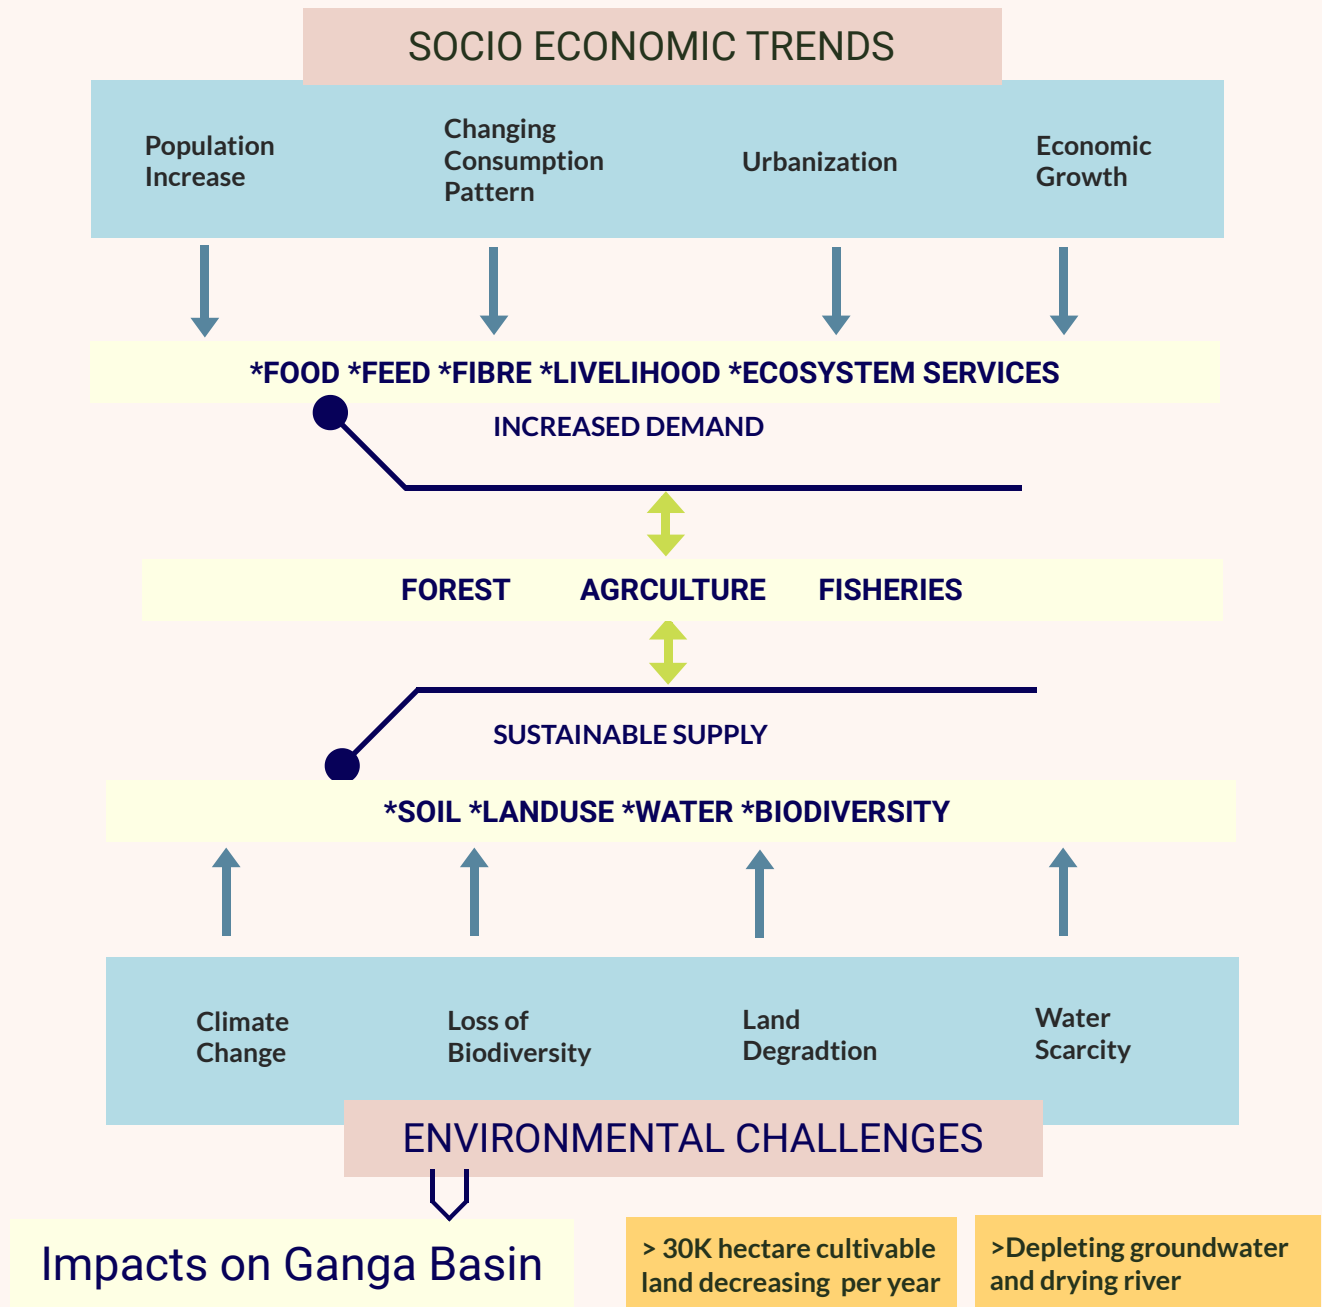 SOCIO ECONOMIC TRENDS
Population
Increase
Changing
Consumption
Pattern
Urbanization
Economic
Growth
*FOOD *FEED *FIBRE *LIVELIHOOD *ECOSYSTEM SERVICES
INCREASED DEMAND
FOREST AGRCULTURE FISHERIES
SUSTAINABLE SUPPLY
*SOIL *LANDUSE *WATER *BIODIVERSITY
Climate
Change
Loss of
Biodiversity
Land
Degradtion
Water
Scarcity
ENVIRONMENTAL CHALLENGES
Impacts on Ganga Basin
> 30K hectare cultivable
land decreasing per year
>Depleting groundwater
and drying river